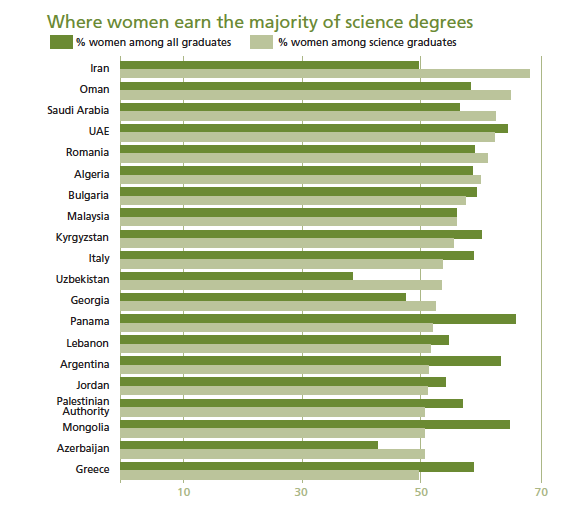 Where women earn the majority of science degrees
% women among all graduates % women among science graduates
Iran
Oman
Saudi Arabia
UAE
Romania
Algeria
Bulgaria
Malaysia
Kyrgyzstan
Italy
Uzbekistan
Georgia
Panama
Lebanon
Argentina
Jordan
Palestinian
Authority
Mongolia
Azerbaijan
Greece
10 30 50 70